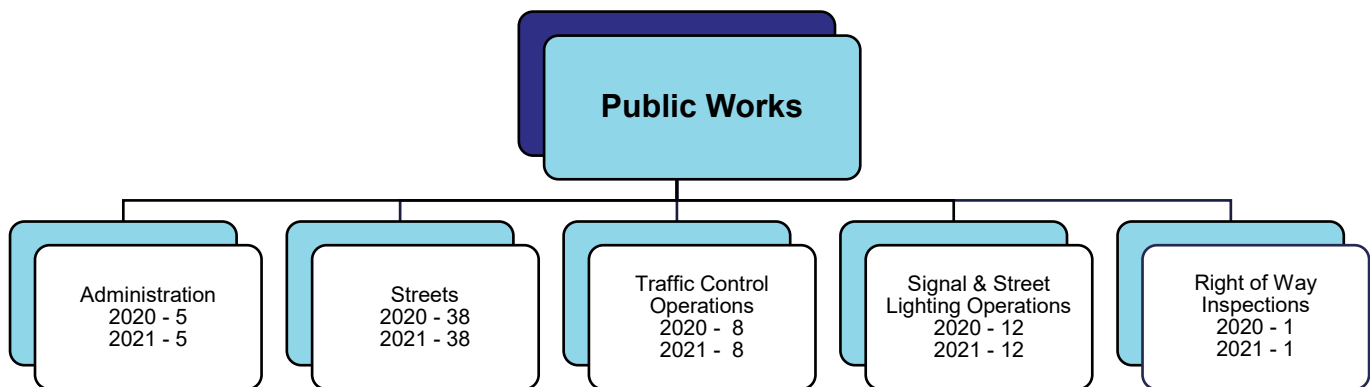 Public Works
Administration
2020 - 5
2021 - 5
Streets
2020 - 38
2021 - 38
Traffic Control
Operations
2020 - 8
2021 - 8
Signal & Street
Lighting Operations
2020 - 12
2021 - 12
Right of Way
Inspections
2020 - 1
2021 - 1